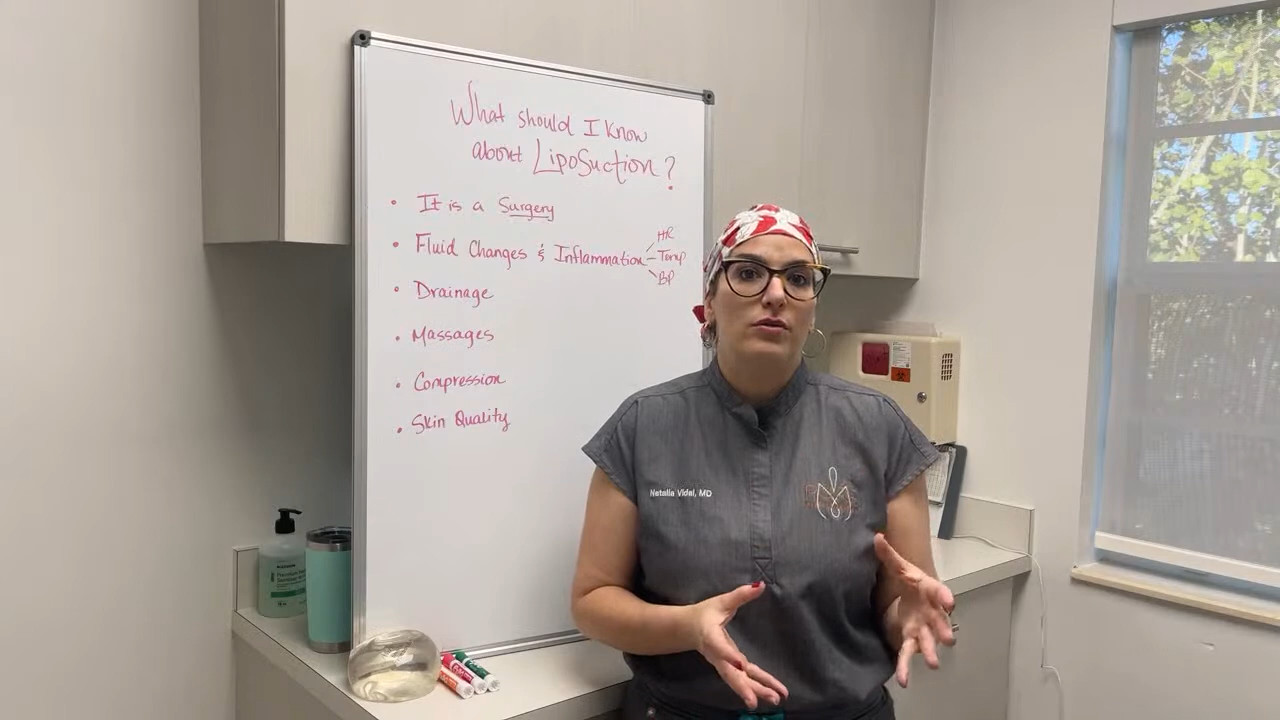 What should I know
about Liposuction?
• It is a Surgery
• Fluid Changes & Inflammation
HR
Temp
BP
• Drainage
• Massages
• Compression
• Skin Quality
Natalia Vidal, MD